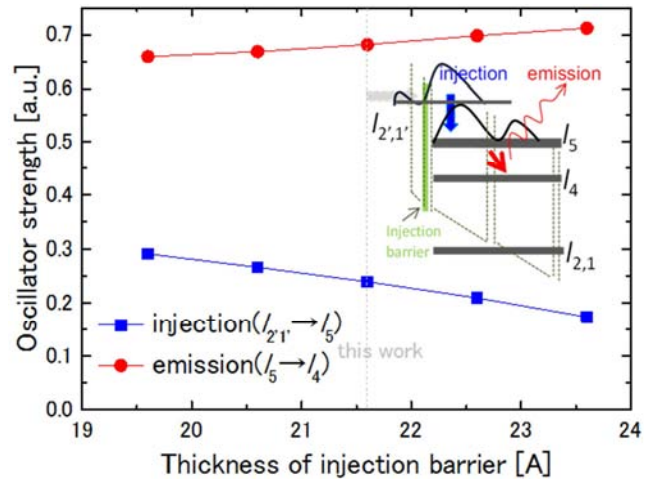 0.7
0.6
0.5
0.4
0.3
0.2
0.1
0.0
Oscillator strength [a.u.]
injection
emission
l2',1'
l5
l4
Injection
barrier
l2,1
injection(l2'1'→l5)
emission(l5→l4)
this work
19 20 21 22 23 24
Thickness of injection barrier [A]